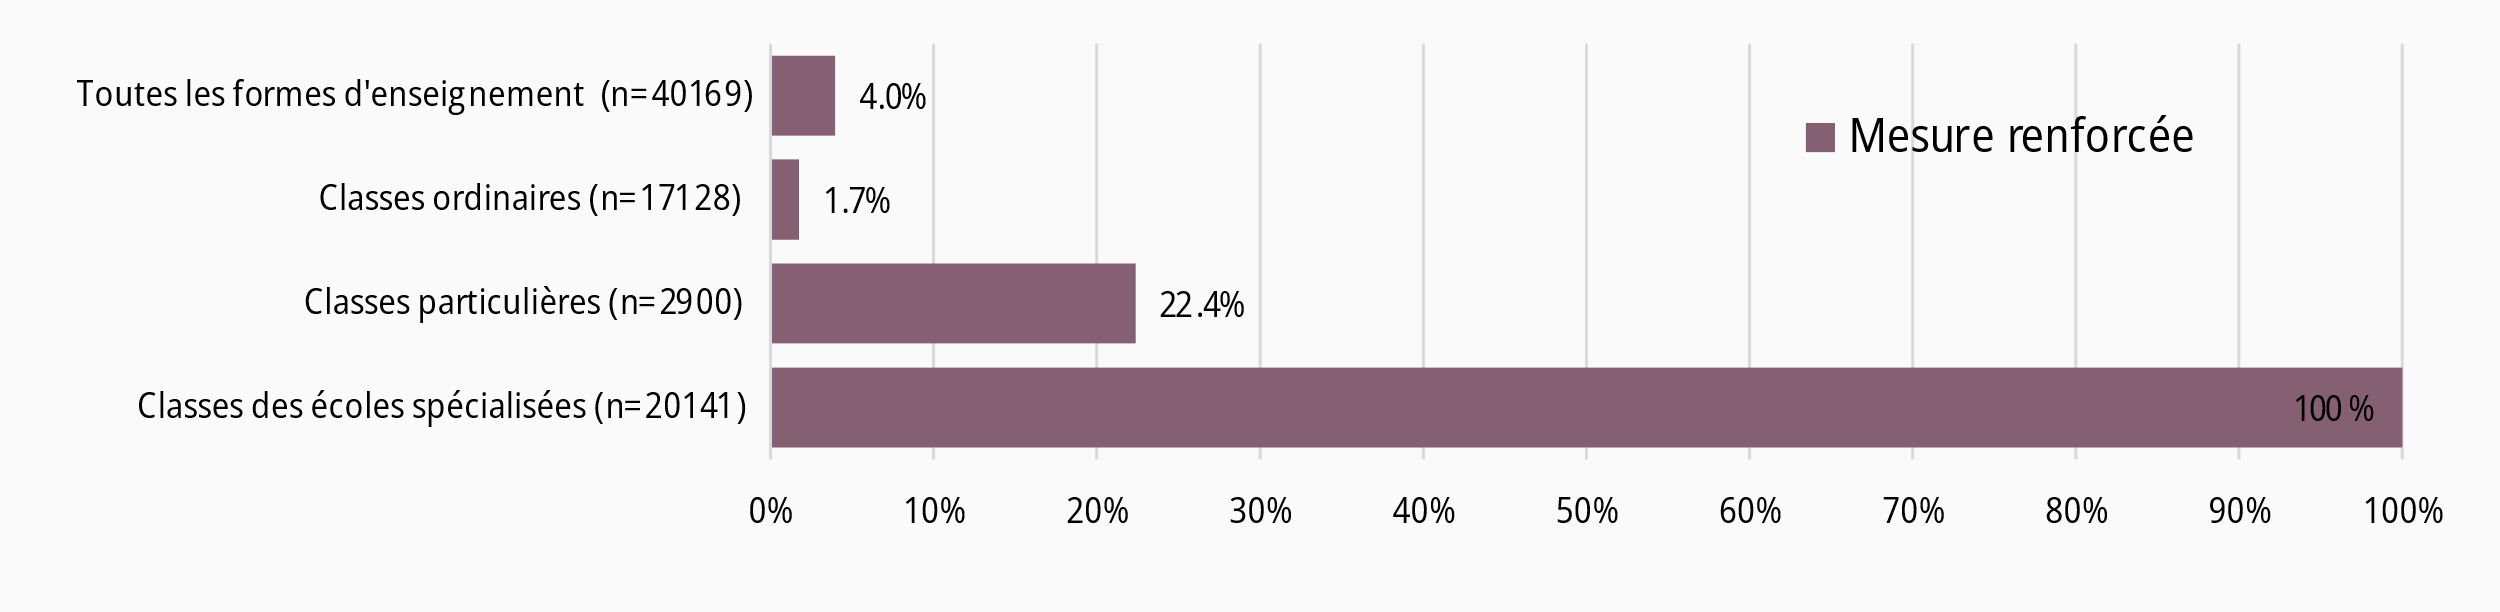 Toutes les formes d'enseignement (n=40169)
4.0%
Mesure renforcée
Classes ordinaires (n=17128)
1.7%
Classes particulières (n=2900)
22.4%
Classes des écoles spécialisées (n=20141)
100 %
0% 10% 20% 30% 40% 50% 60% 70% 80% 90% 100%